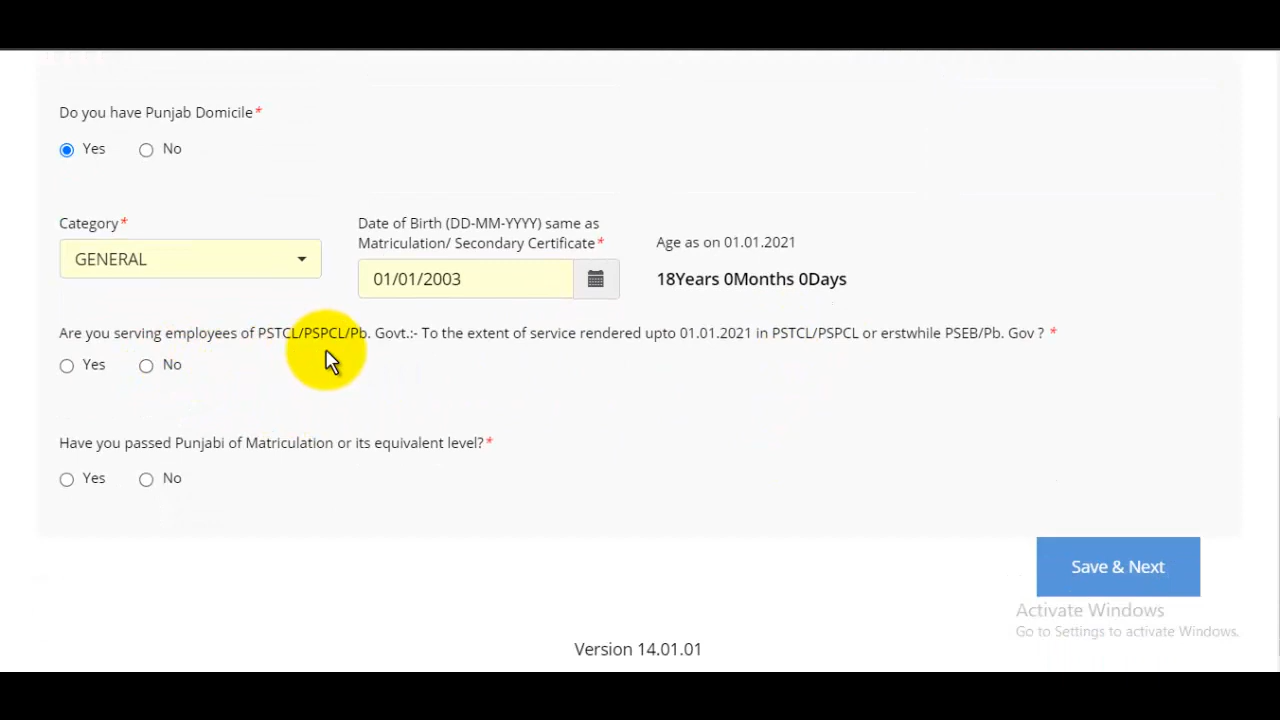 Do you have Punjab Domicile*
Yes No
Category*
GENERAL
Date of Birth (DD-MM-YYYY) same as
Matriculation/ Secondary Certificate*
01/01/2003
Age as on 01.01.2021
18Years 0Months 0Days
Are you serving employees of PSTCL/PSPCL/Pb. Govt.:- To the extent of service rendered upto 01.01.2021 in PSTCL/PSPCL or erstwhile PSEB/Pb. Gov ? *
Yes No
Have you passed Punjabi of Matriculation or its equivalent level?*
Yes No
Save & Next
Activate Windows
Go to Settings to activate Windows.
Version 14.01.01